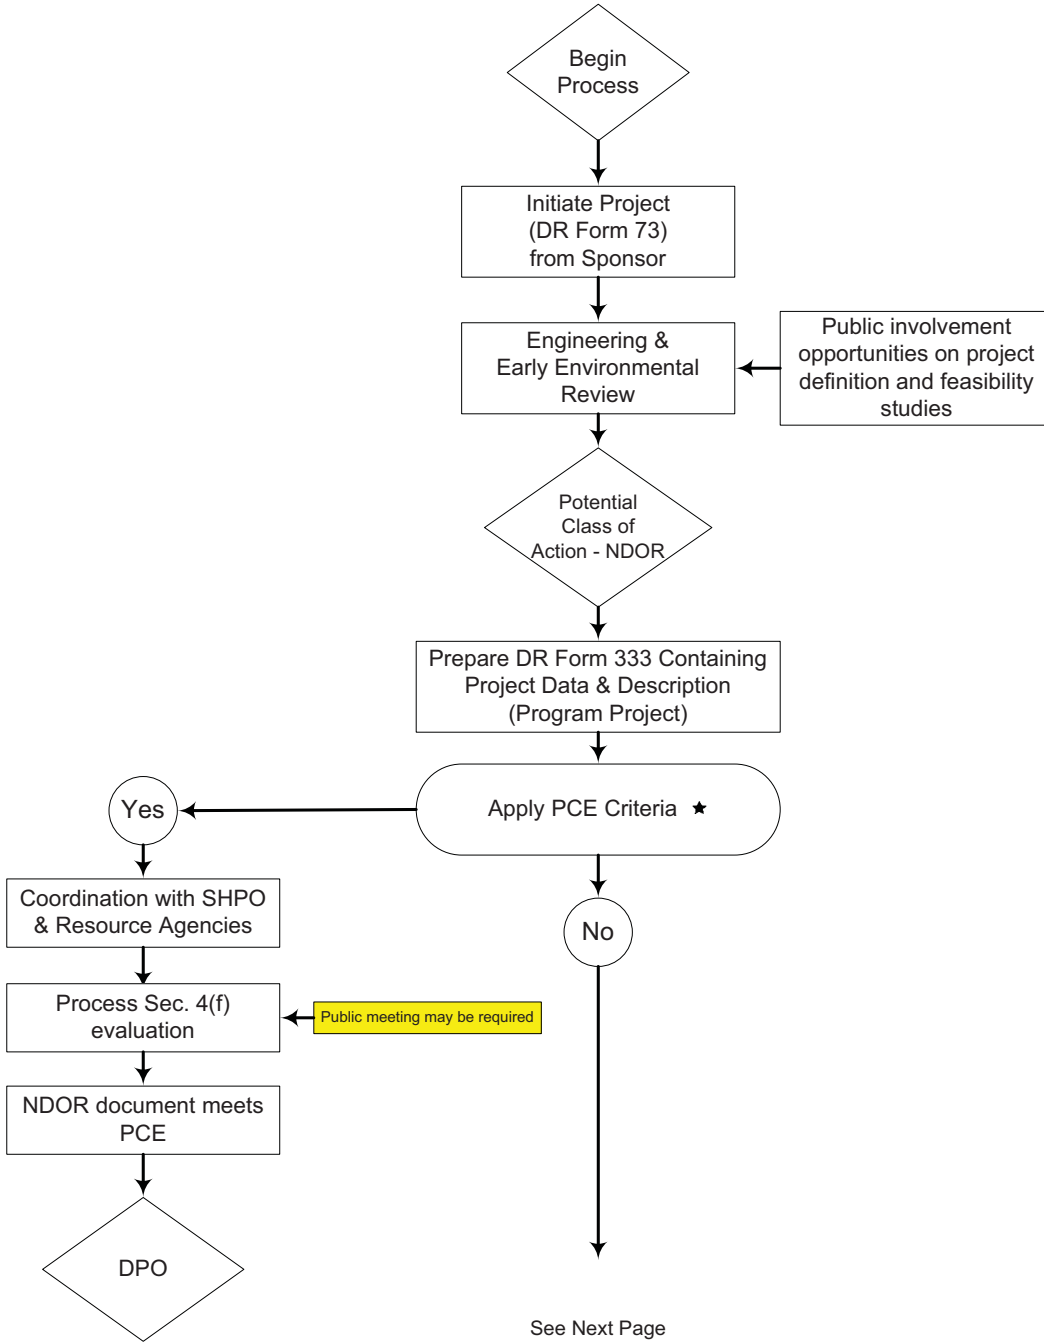 Begin
Process
Initiate Project
(DR Form 73)
from Sponsor
Engineering &
Early Environmental
Review
Public involvement
opportunities on project
definition and feasibility
studies
Potential
Class of
Action - NDOR
Prepare DR Form 333 Containing
Project Data & Description
(Program Project)
Apply PCE Criteria ★
Yes
No
Coordination with SHPO
& Resource Agencies
Process Sec. 4(f)
evaluation
Public meeting may be required
NDOR document meets
PCE
DPO
See Next Page